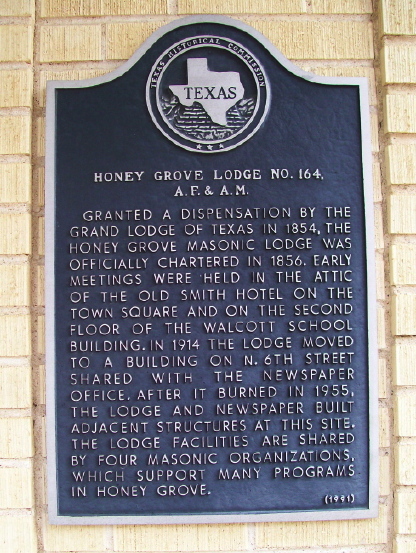 TEXAS HISTORICAL COMMISSION
TEXAS
HONEY GROVE LODGE NO. 164,
A.F. & A.M.
GRANTED A DISPENSATION BY THE
GRAND LODGE OF TEXAS IN 1854, THE
HONEY GROVE MASONIC LODGE WAS
OFFICIALLY CHARTERED IN 1856. EARLY
MEETINGS WERE HELD IN THE ATTIC
OF THE OLD SMITH HOTEL ON THE
TOWN SQUARE AND ON THE SECOND
FLOOR OF THE WALCOTT SCHOOL
BUILDING. IN 1914 THE LODGE MOVED
TO A BUILDING ON N. 6TH STREET
SHARED WITH THE NEWSPAPER
OFFICE. AFTER IT BURNED IN 1955,
THE LODGE AND NEWSPAPER BUILT
ADJACENT STRUCTURES AT THIS SITE.
THE LODGE FACILITIES ARE SHARED
BY FOUR MASONIC ORGANIZATIONS,
WHICH SUPPORT MANY PROGRAMS
IN HONEY GROVE.
(1991)